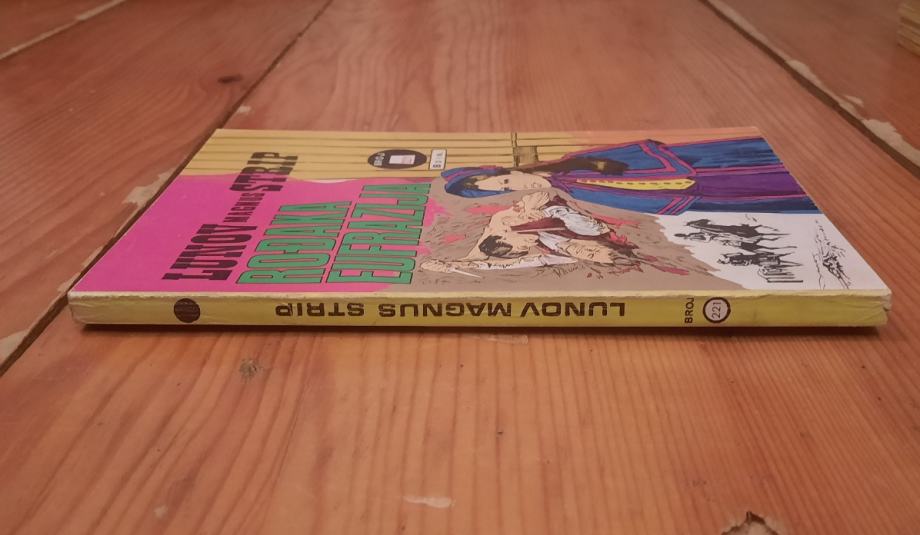 LUNOV
MAGNUS
STRIP
ROĐAKA
EUFRAZIJA
LUNOV MAGNUS STRIP
BROJ
221